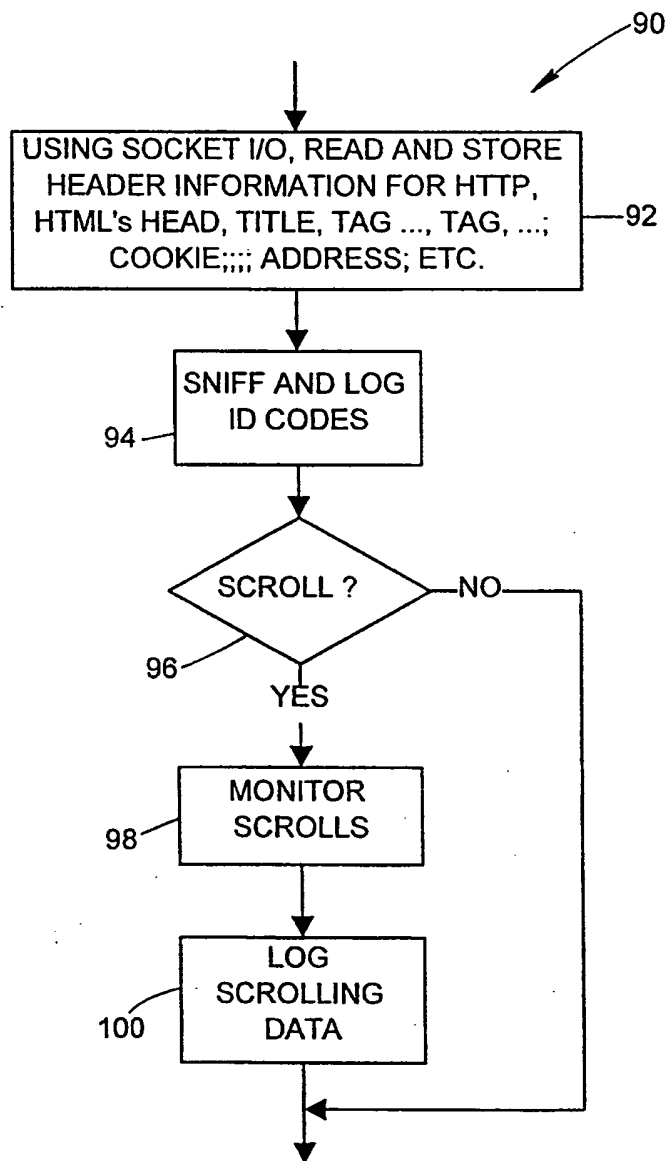 90
USING SOCKET I/O, READ AND STORE
HEADER INFORMATION FOR HTTP,
HTML's HEAD, TITLE, TAG ..., TAG, ...;
COOKIE;;;; ADDRESS; ETC.
92
SNIFF AND LOG
ID CODES
94
SCROLL ?
NO
96
YES
MONITOR
SCROLLS
98
LOG
SCROLLING
DATA
100